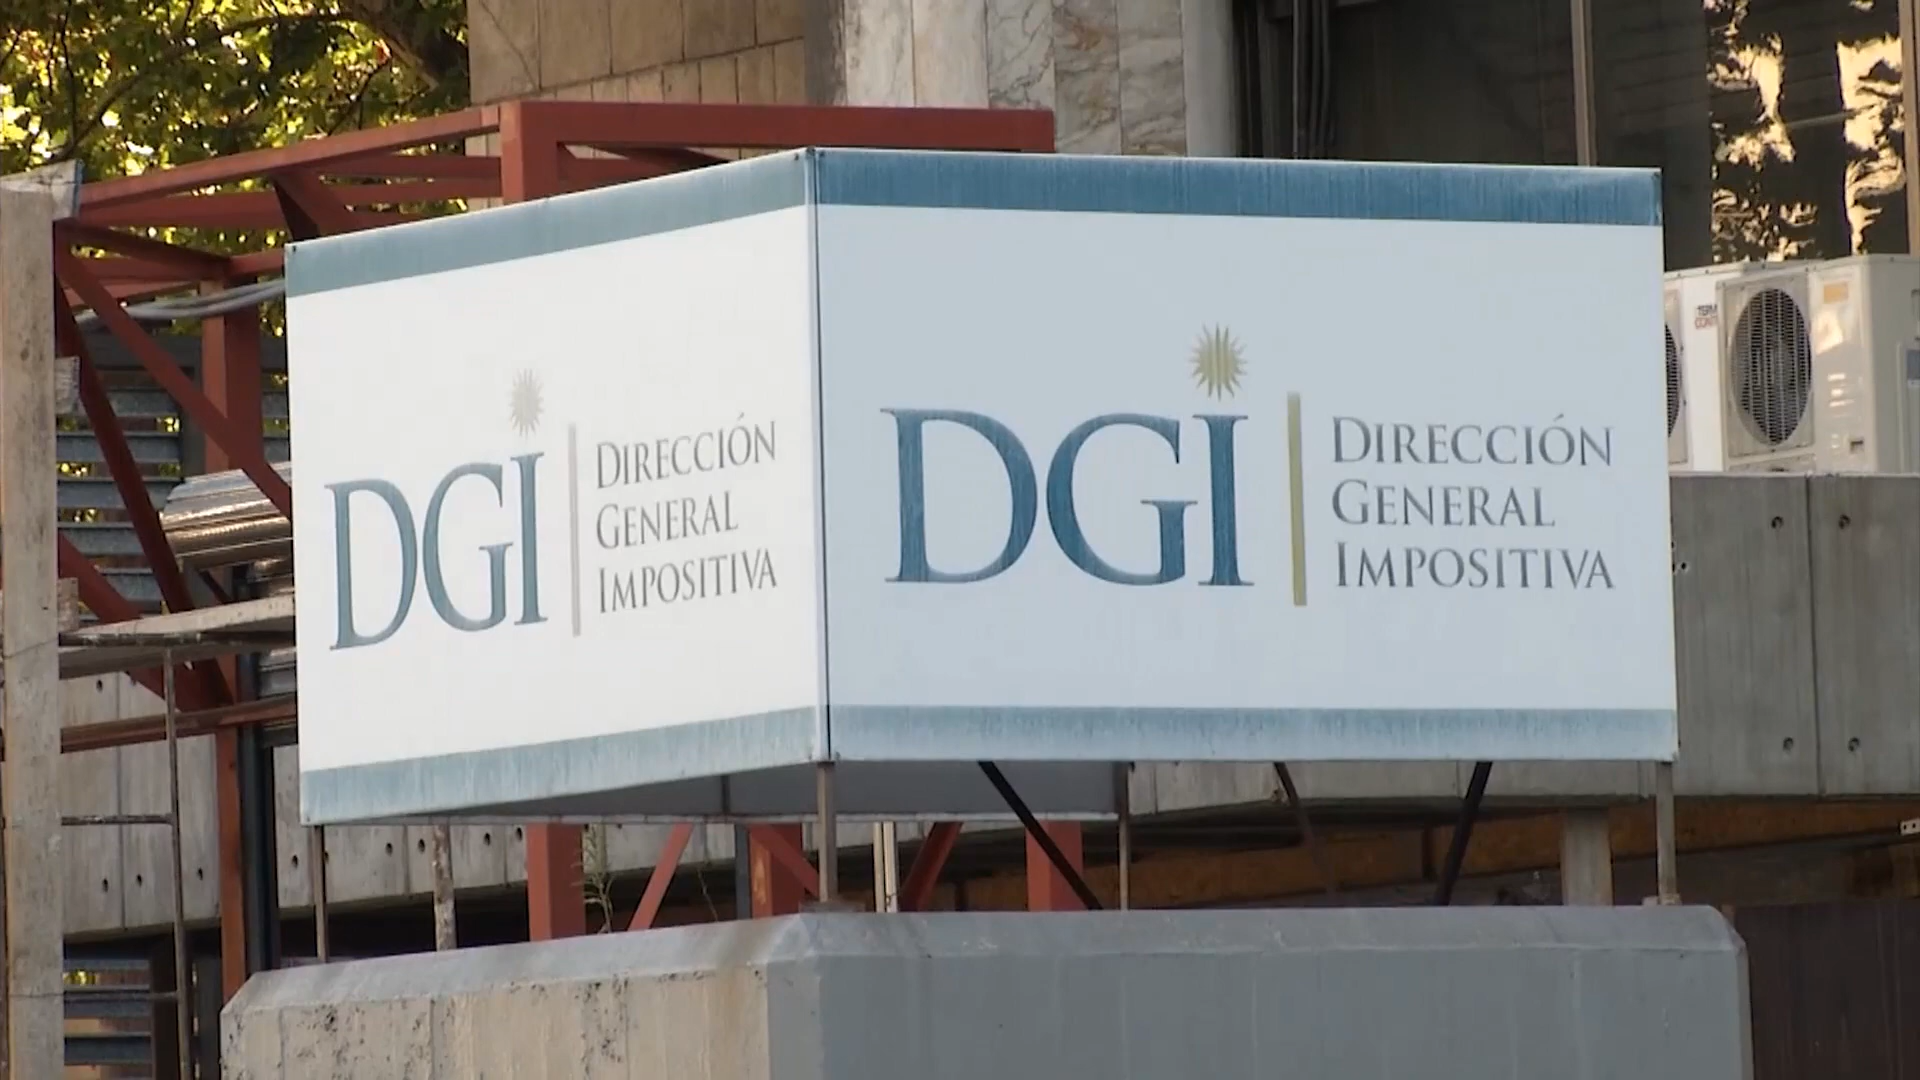 DGI
DIRECCIÓN
GENERAL
IMPOSITIVA
DGI
DIRECCIÓN
GENERAL
IMPOSITIVA